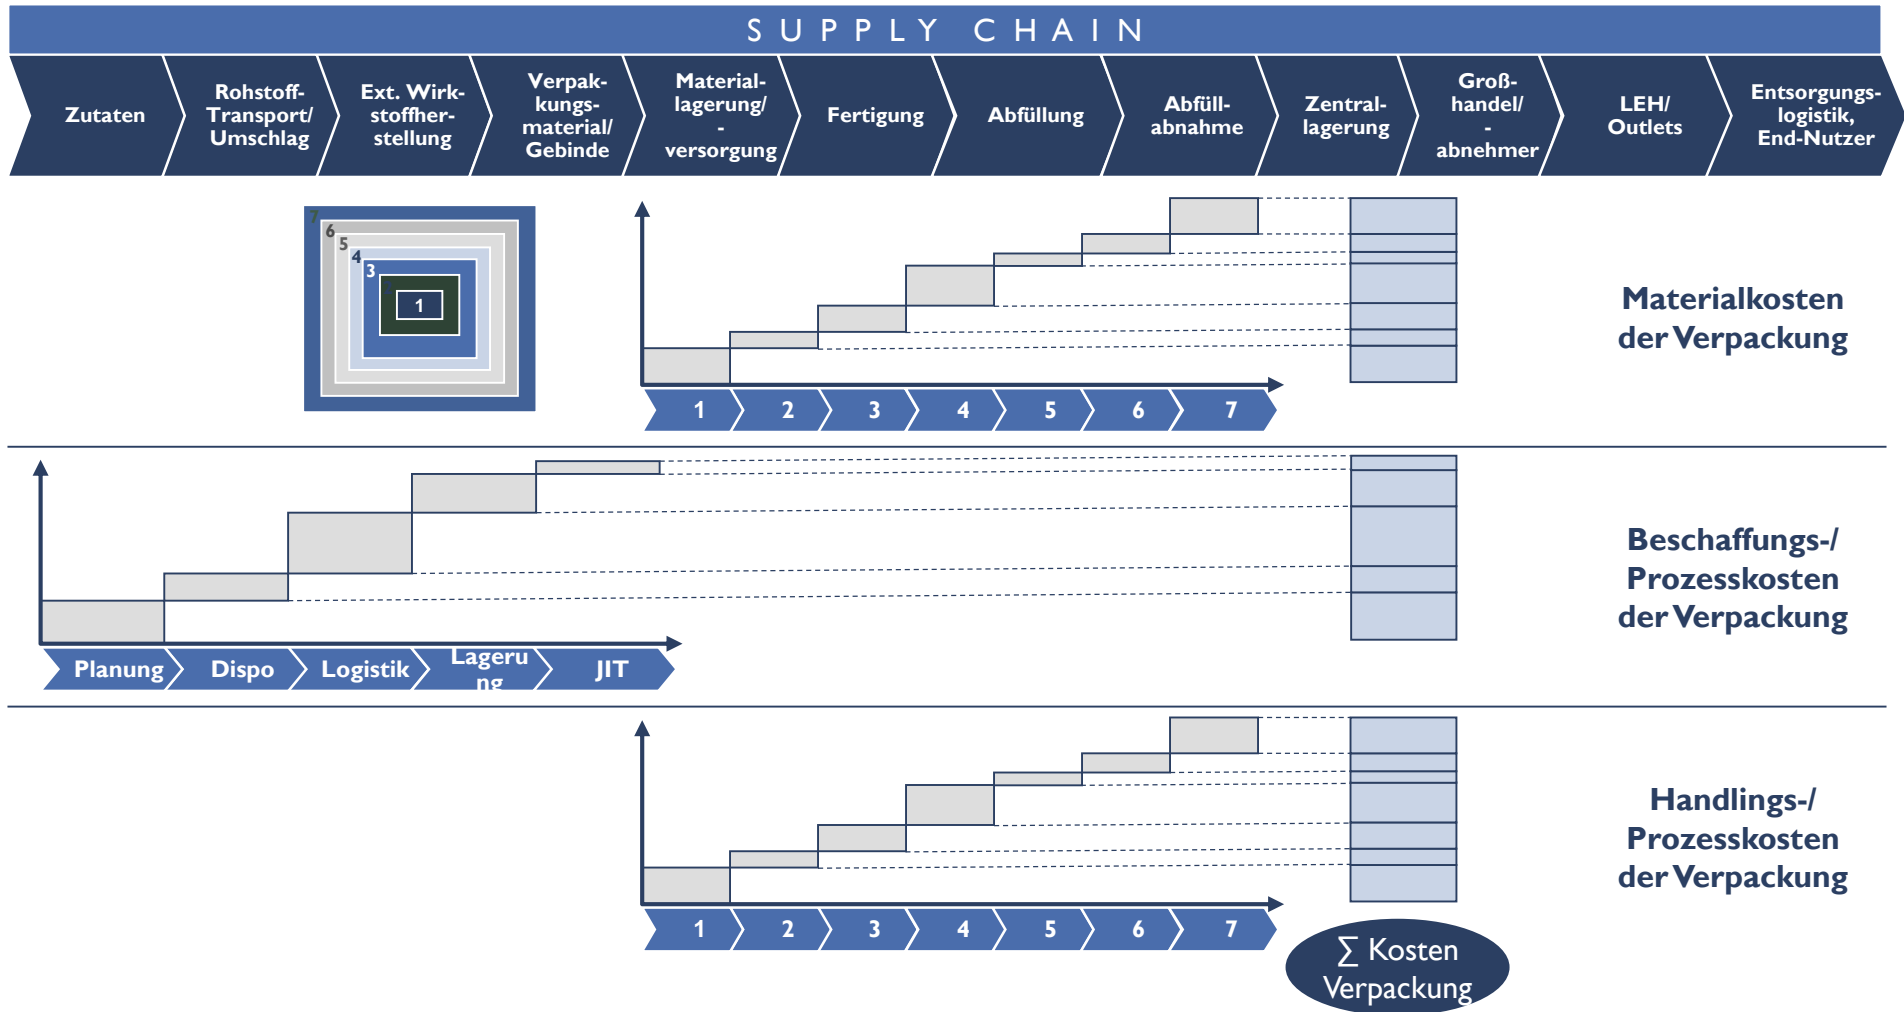 SUPPLY CHAIN
Zutaten
Rohstoff-
Transport/
Umschlag
Ext. Wirk-
stoffher-
stellung
Verpak-
kungs-
material/
Gebinde
Material-
lagerung/
-
versorgung
Fertigung
Abfüllung
Abfüll-
abnahme
Zentral-
lagerung
Groß-
handel/
-
abnehmer
LEH/
Outlets
Entsorgungs-
logistik,
End-Nutzer
7
6
5
4
3
1
1 2 3 4 5 6 7
Materialkosten
der Verpackung
Planung
Dispo
Logistik
Lageru
ng
JIT
Beschaffungs-/
Prozesskosten
der Verpackung
1 2 3 4 5 6 7
Handlings-/
Prozesskosten
der Verpackung
∑ Kosten
Verpackung